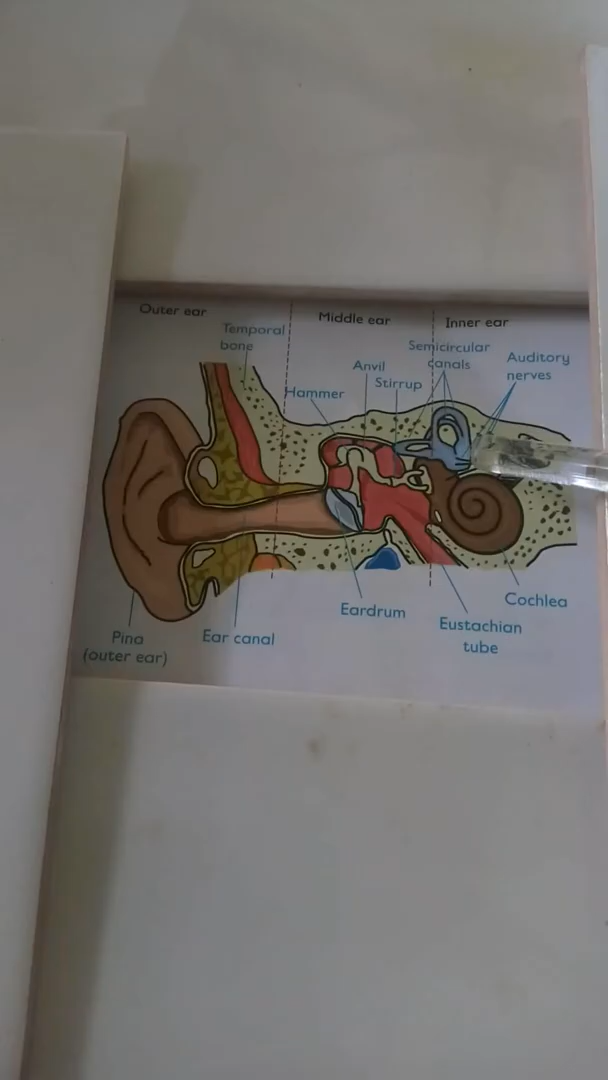 Outer ear
Middle ear
Inner ear
Temporal
bone
Semicircular
canals
Auditory
nerves
Anvil
Stirrup
Hammer
Cochlea
Eardrum
Eustachian
tube
Pina
(outer ear)
Ear canal